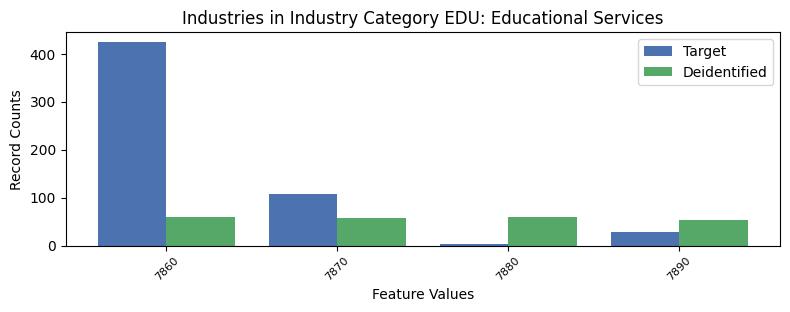 Industries in Industry Category EDU: Educational Services
Target
Deidentified
Record Counts
400
300
200
100
0
7860
7870
7880
7890
Feature Values